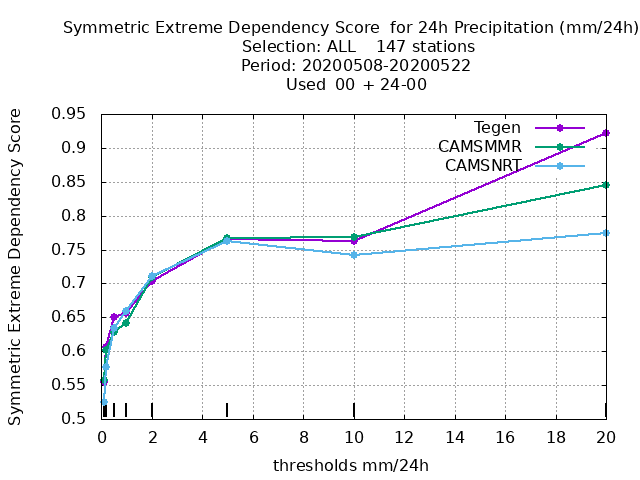 Symmetric Extreme Dependency Score  for 24h Precipitation (mm/24h)
Selection: ALL    147 stations
Period: 20200508-20200522
Used  00 + 24-00
Symmetric Extreme Dependency Score
0.95
0.9
0.85
0.8
0.75
0.7
0.65
0.6
0.55
0.5
Tegen
CAMSMMR
CAMSNRT
0 2 4 6 8 10 12 14 16 18 20
thresholds mm/24h